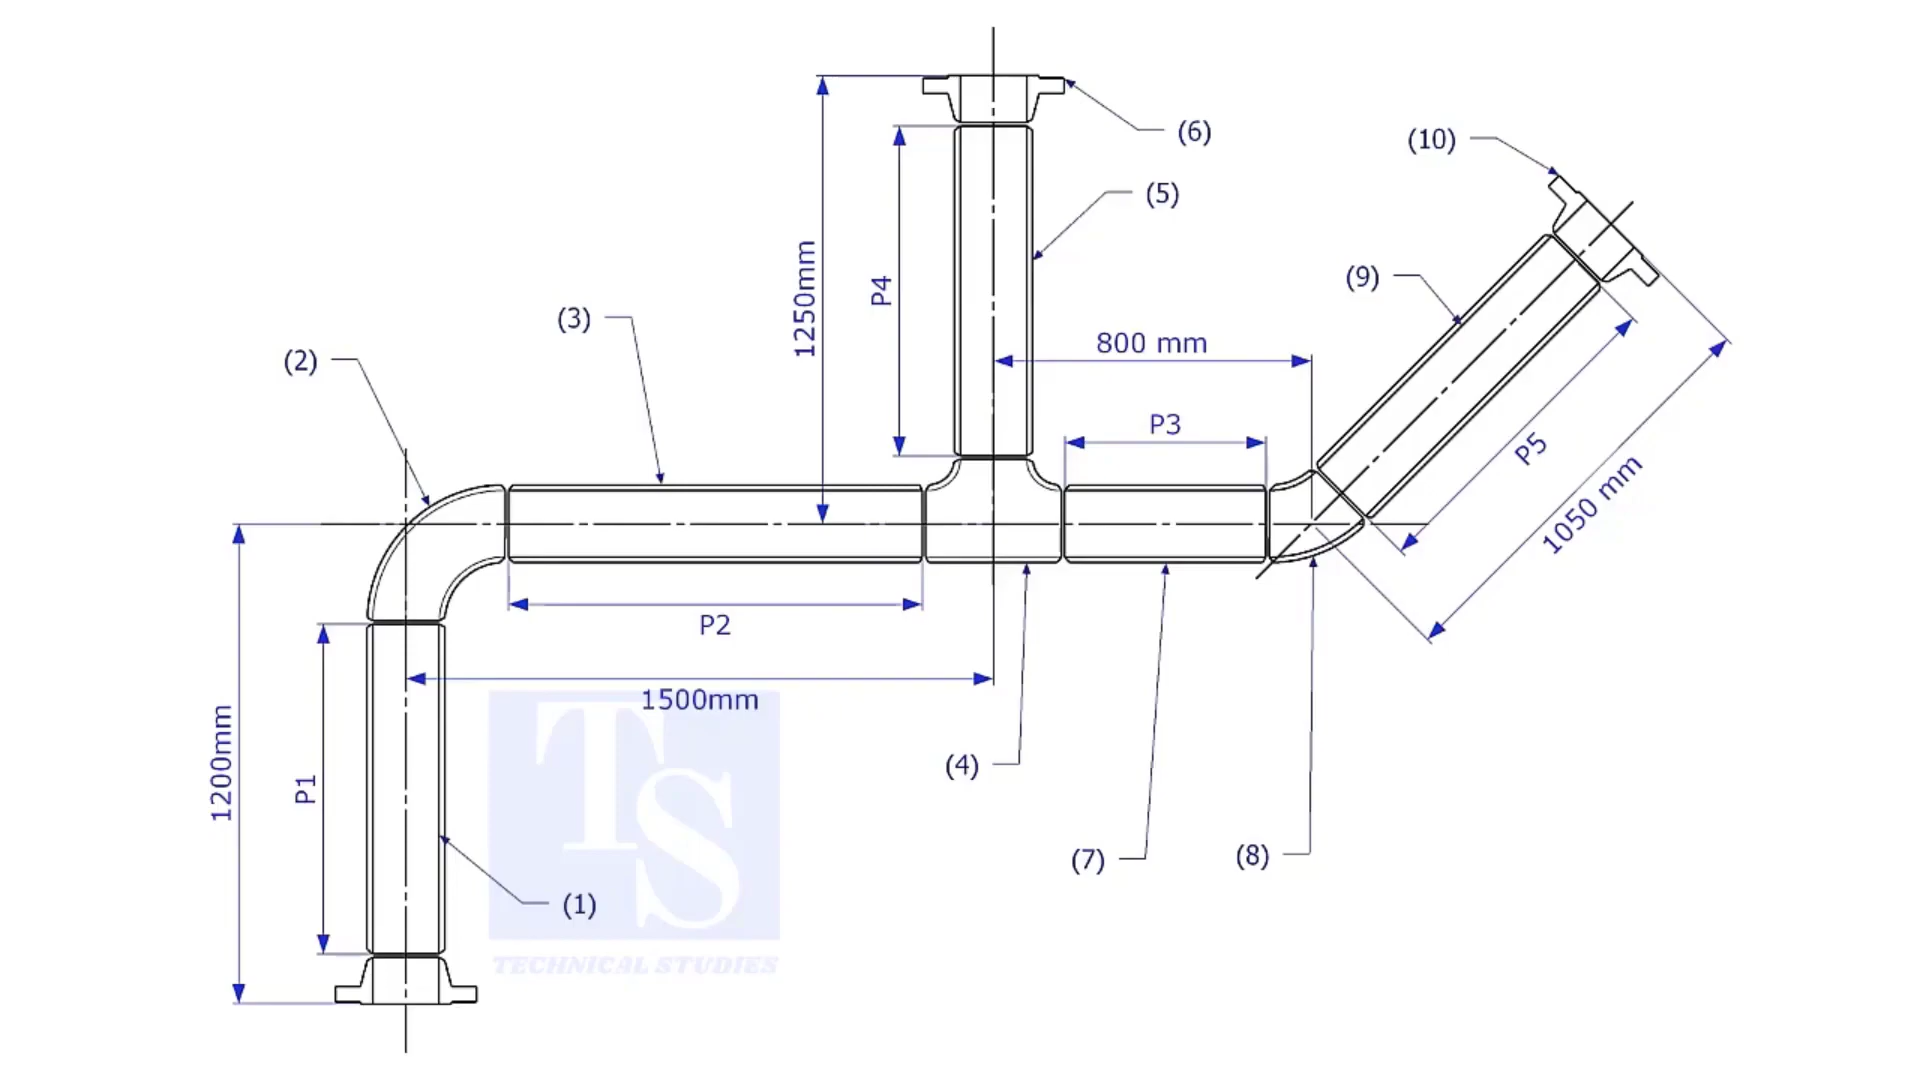 (6)
(10)
(5)
1250mm
P4
(9)
(3)
800 mm
(2)
P3
P5
1050 mm
P2
1500mm
1200mm
P1
(4)
(7)
(8)
(1)
TS
TECHNICAL STUDIES